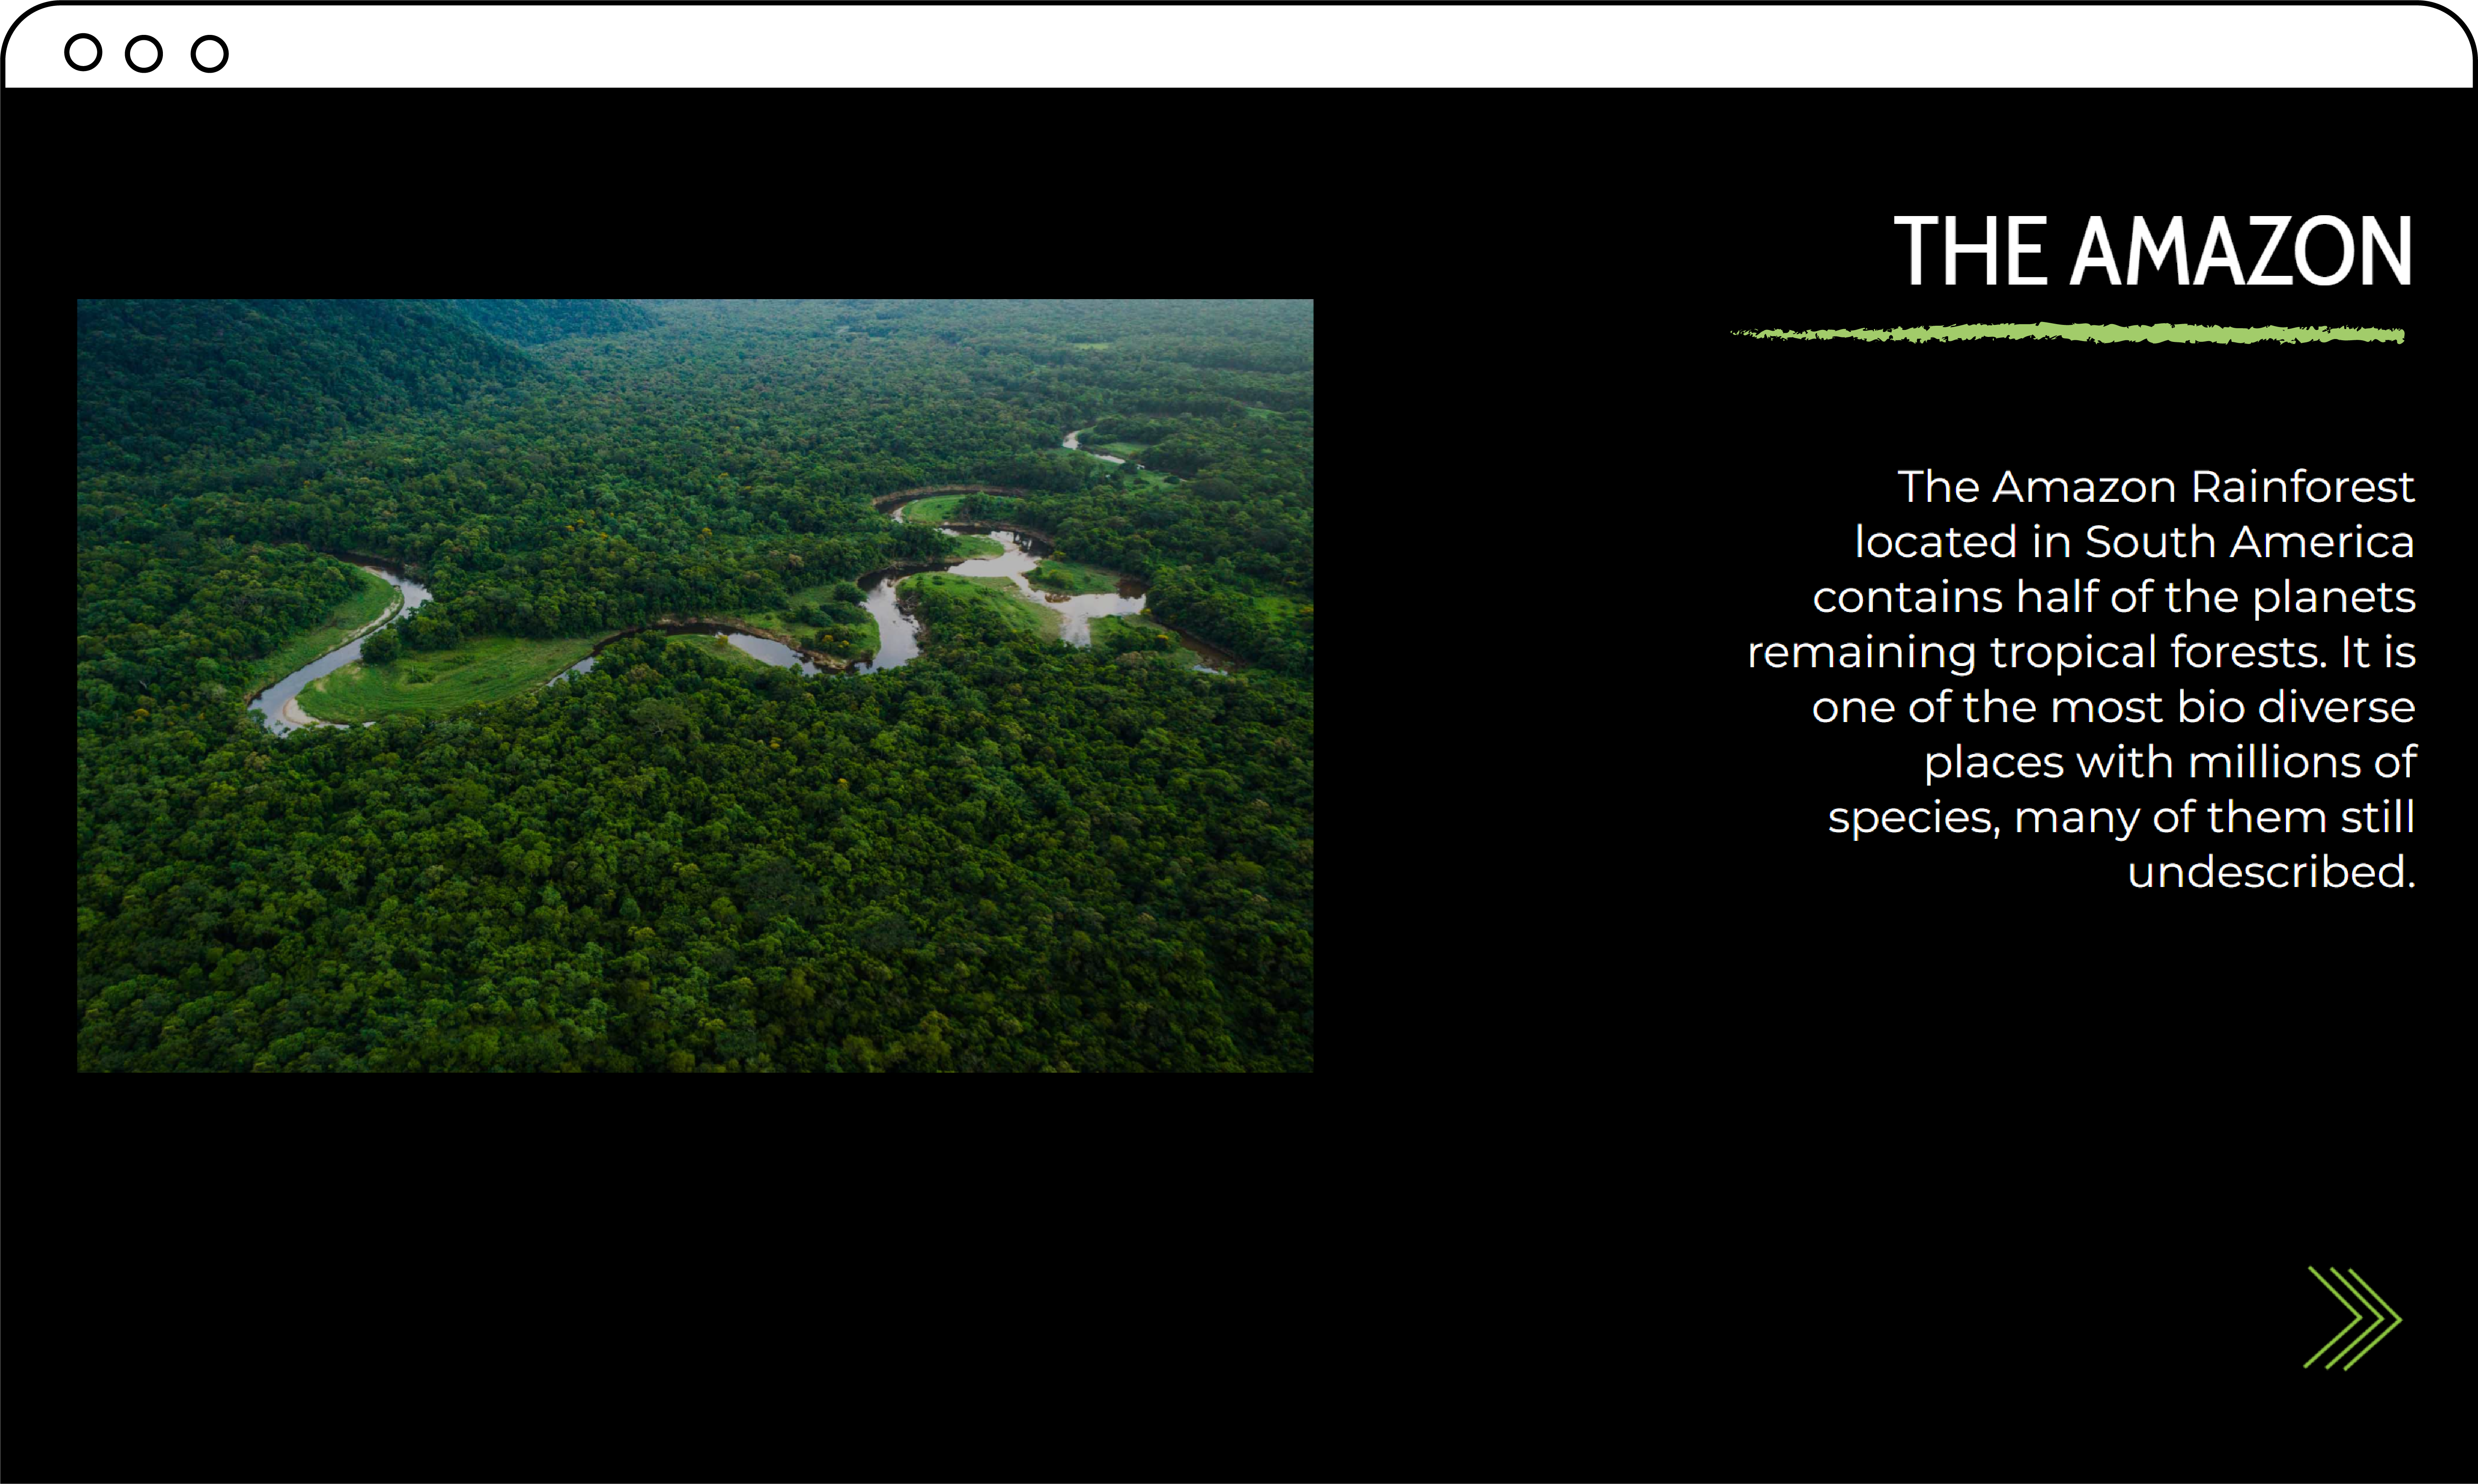 THE AMAZON
The Amazon Rainforest
located in South America
contains half of the planets
remaining tropical forests. It is
one of the most bio diverse
places with millions of
species, many of them still
undescribed.